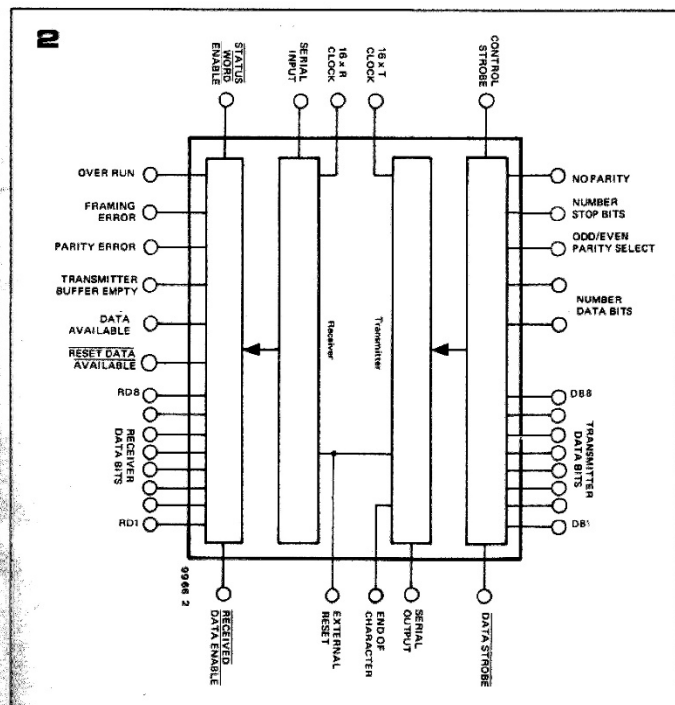 2
STATUS
WORD
ENABLE
SERIAL
INPUT
16 x R
CLOCK
16 x T
CLOCK
CONTROL
STROBE
OVER RUN
FRAMING
ERROR
PARITY ERROR
TRANSMITTER
BUFFER EMPTY
DATA
AVAILABLE
RESET DATA
AVAILABLE
RD8
RECEIVER
DATA BITS
RD1
Receiver
Transmitter
NO PARITY
NUMBER
STOP BITS
ODD/EVEN
PARITY SELECT
NUMBER
DATA BITS
DB8
TRANSMITTER
DATA BITS
DB1
9966 2
RECEIVED
DATA ENABLE
EXTERNAL
RESET
END OF
CHARACTER
SERIAL
OUTPUT
DATA STROBE